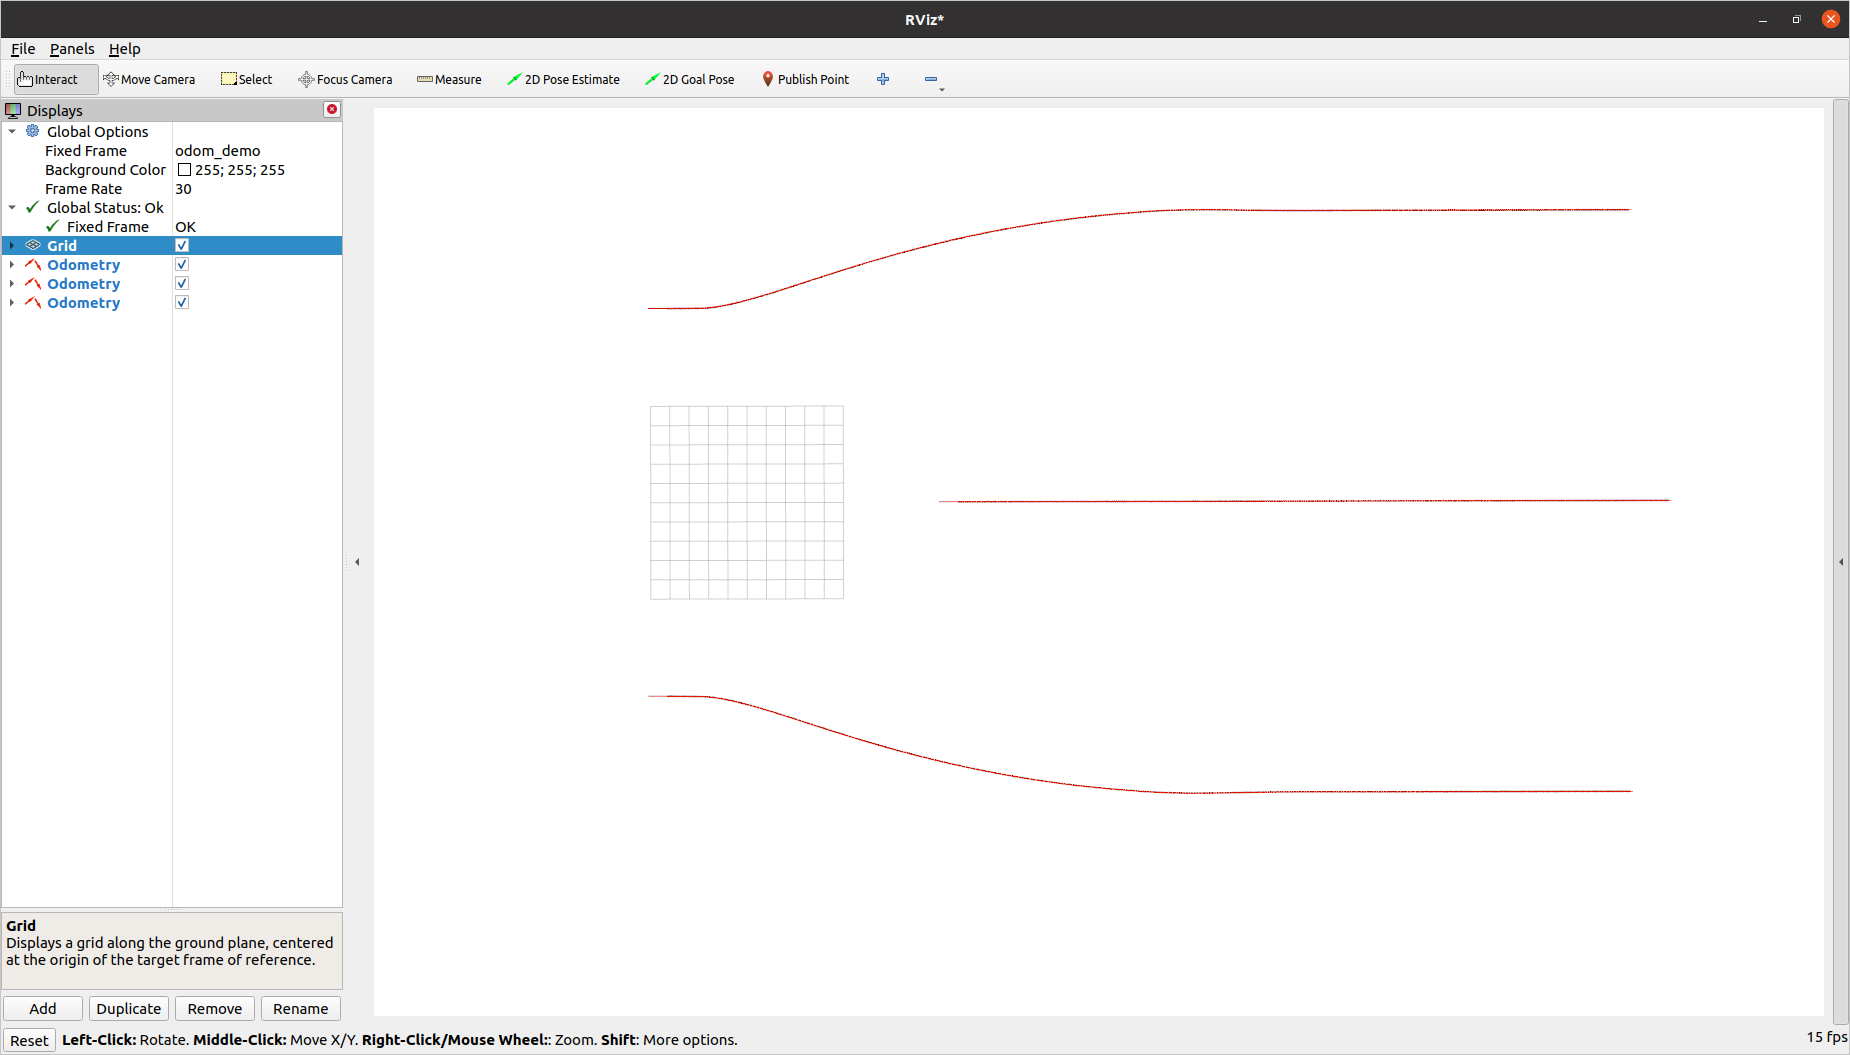 RViz*
File Panels Help
Interact Move Camera Select Focus Camera Measure 2D Pose Estimate 2D Goal Pose Publish Point
Displays
Global Options
Fixed Frame odom_demo
Background Color 255; 255; 255
Frame Rate 30
Global Status: Ok
Fixed Frame OK
Grid
Odometry
Odometry
Odometry
Grid
Displays a grid along the ground plane, centered
at the origin of the target frame of reference.
Add Duplicate Remove Rename
Reset Left-Click: Rotate. Middle-Click: Move X/Y. Right-Click/Mouse Wheel:: Zoom. Shift: More options. 15 fps